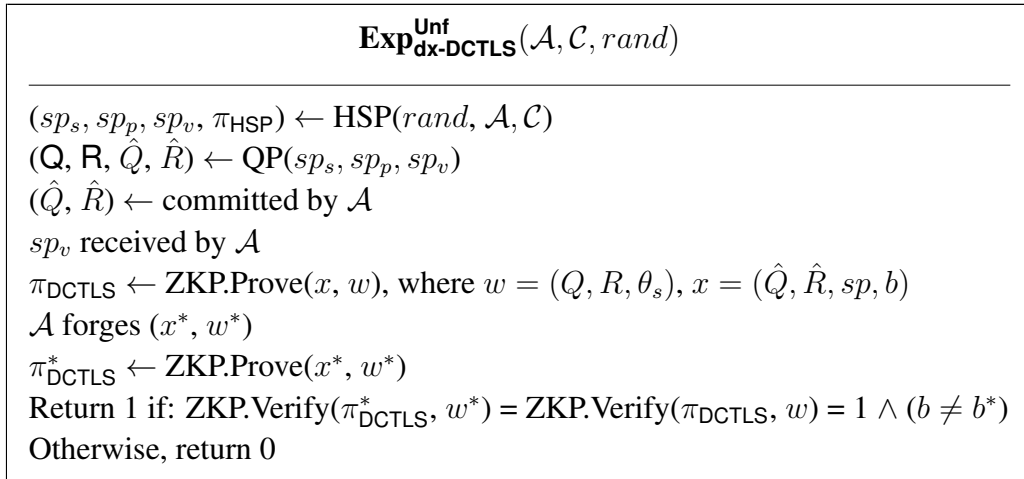 Exp^Unf_dx-DCTLS(𝒜, 𝒞, rand)
(sp_s, sp_p, sp_v, π_HSP) ← HSP(rand, 𝒜, 𝒞)
(Q, R, Q̂, R̂) ← QP(sp_s, sp_p, sp_v)
(Q̂, R̂) ← committed by 𝒜
sp_v received by 𝒜
π_DCTLS ← ZKP.Prove(x, w), where w = (Q, R, θ_s), x = (Q̂, R̂, sp, b)
𝒜 forges (x*, w*)
π*_DCTLS ← ZKP.Prove(x*, w*)
Return 1 if: ZKP.Verify(π*_DCTLS, w*) = ZKP.Verify(π_DCTLS, w) = 1 ∧ (b ≠ b*)
Otherwise, return 0